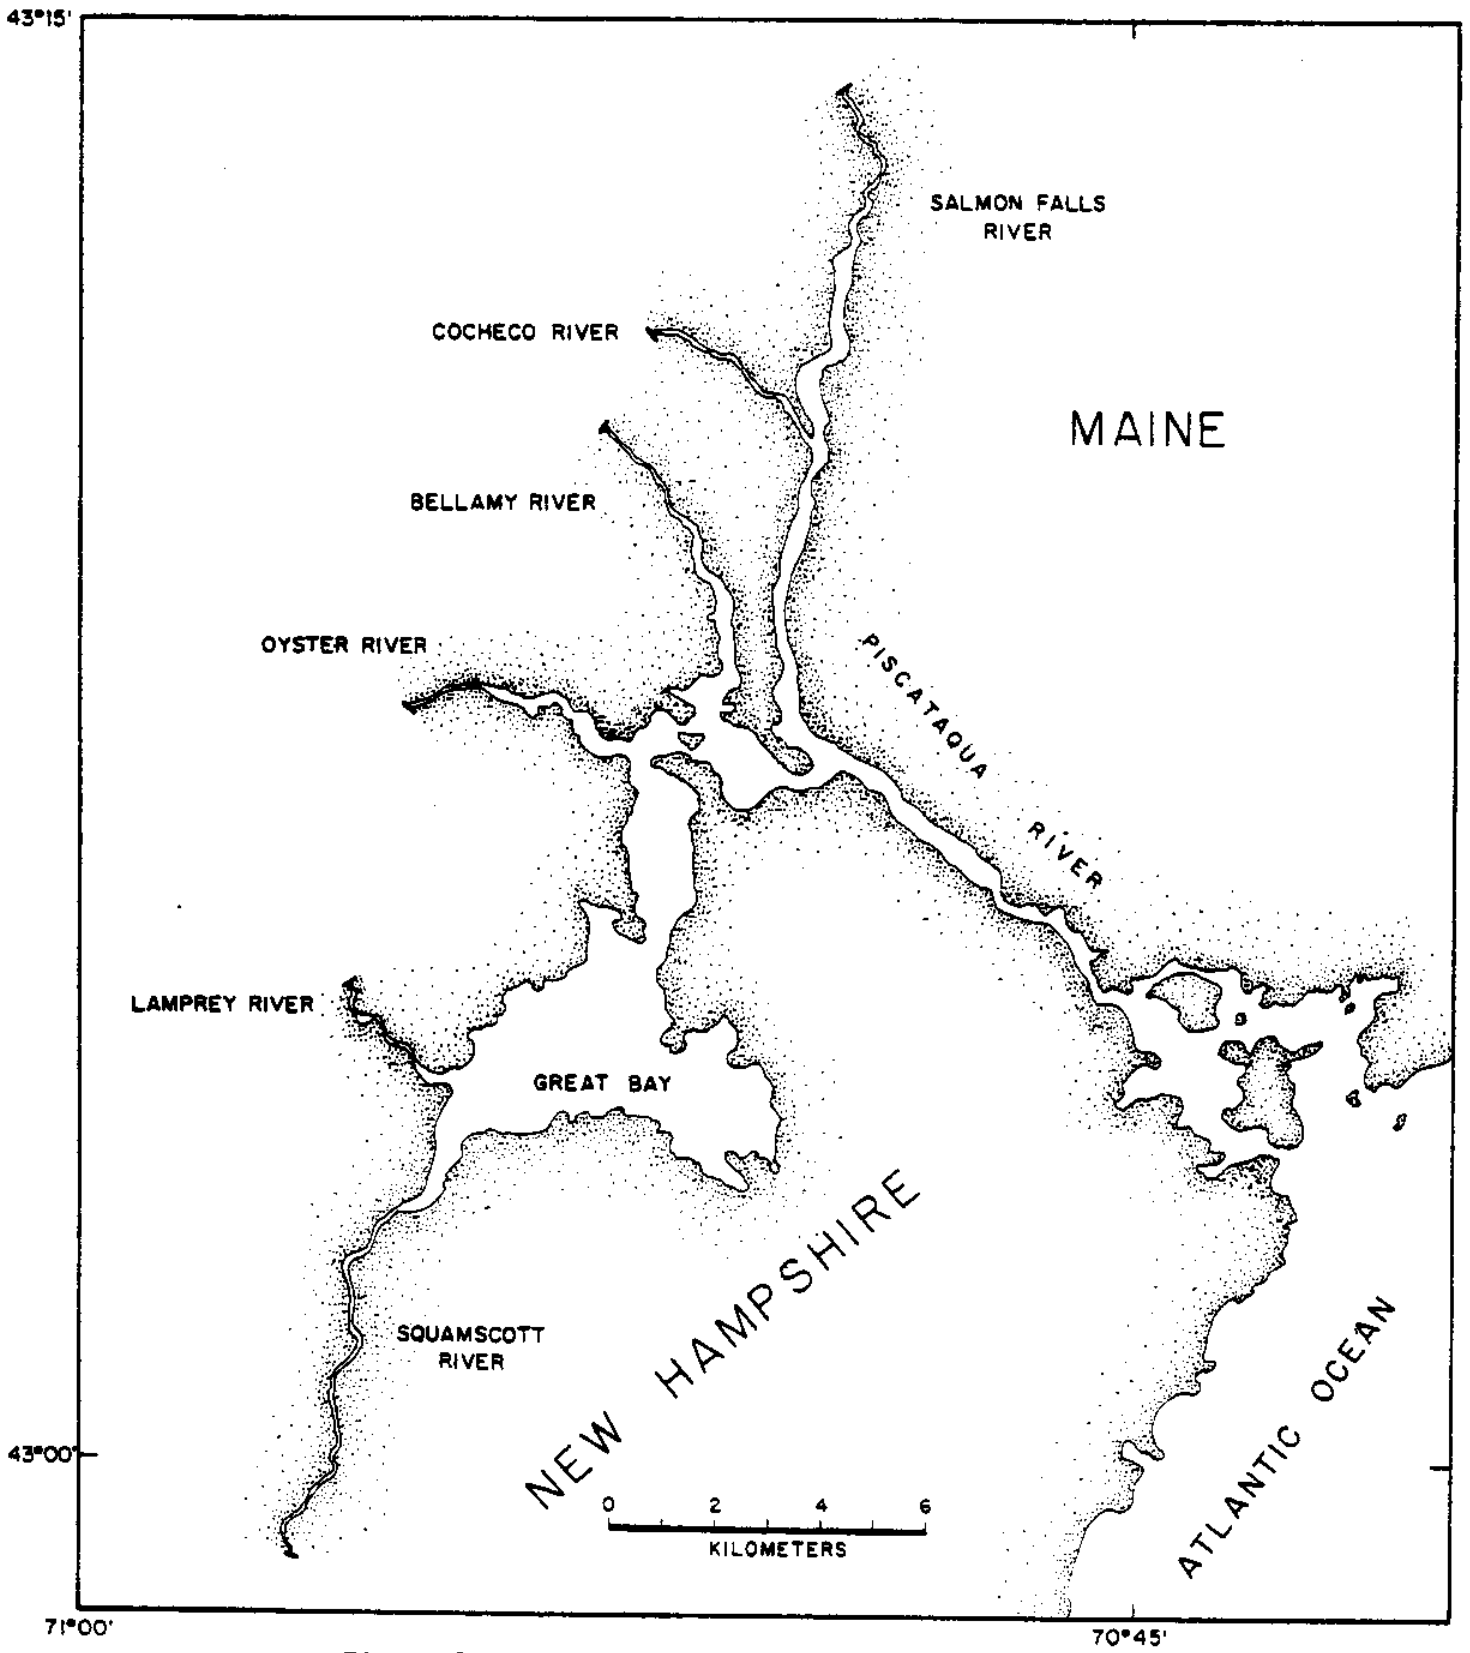 43°15'
SALMON FALLS
RIVER
COCHECO RIVER
MAINE
BELLAMY RIVER
OYSTER RIVER
PISCATAQUA RIVER
LAMPREY RIVER
GREAT BAY
NEW HAMPSHIRE
SQUAMSCOTT
RIVER
ATLANTIC OCEAN
43°00'
0 2 4 6
KILOMETERS
71°00'
70°45'